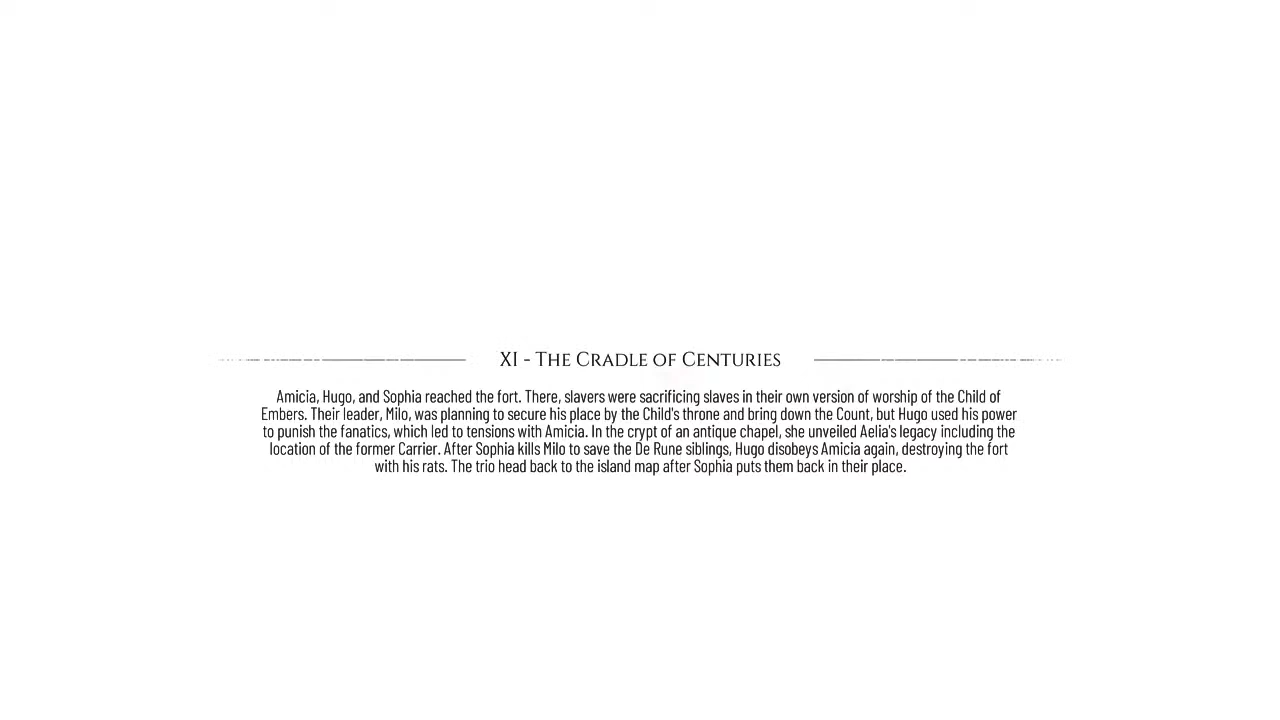 XI - The Cradle of Centuries
Amicia, Hugo, and Sophia reached the fort. There, slavers were sacrificing slaves in their own version of worship of the Child of
Embers. Their leader, Milo, was planning to secure his place by the Child's throne and bring down the Count, but Hugo used his power
to punish the fanatics, which led to tensions with Amicia. In the crypt of an antique chapel, she unveiled Aelia's legacy including the
location of the former Carrier. After Sophia kills Milo to save the De Rune siblings, Hugo disobeys Amicia again, destroying the fort
with his rats. The trio head back to the island map after Sophia puts them back in their place.